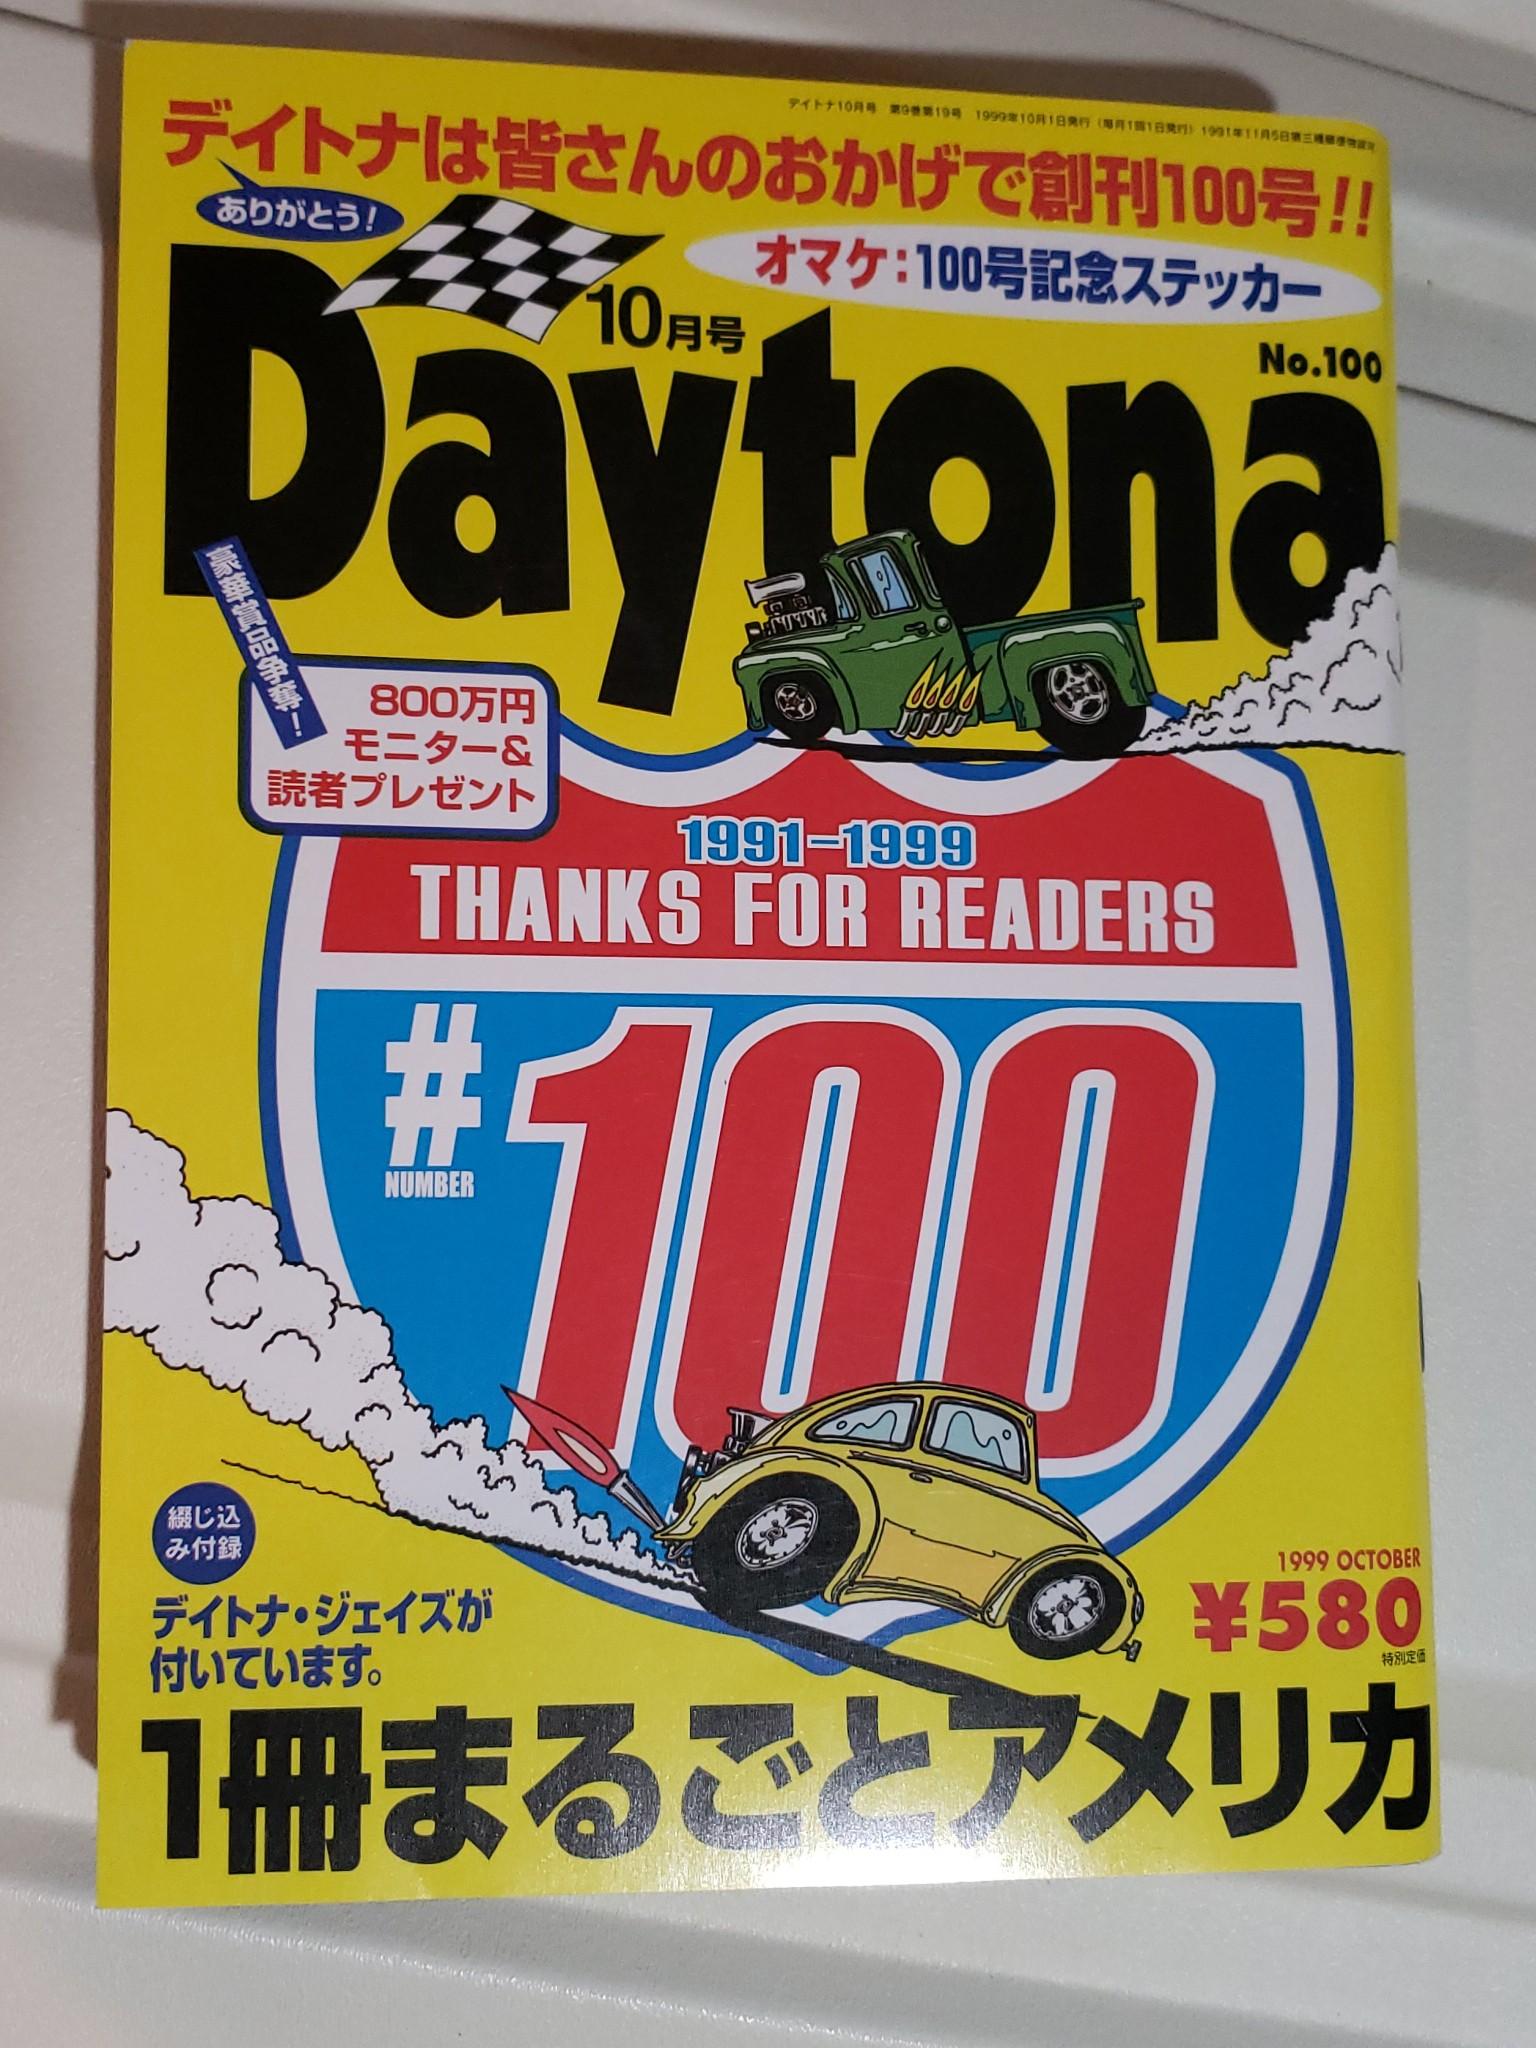 デイトナ10月号 第9巻第19号 1999年10月1日発行(毎月1回1日発行)1991年11月5日第三種郵便物認可
デイトナは皆さんのおかげで創刊100号!!
ありがとう!
オマケ:100号記念ステッカー
10月号
No.100
Daytona
豪華賞品争奪!
800万円
モニター&
読者プレゼント
1991-1999
THANKS FOR READERS
#100
NUMBER
綴じ込
み付録
デイトナ・ジェイズが
付いています。
1999 OCTOBER
¥580
特別定価
1冊まるごとアメリカ